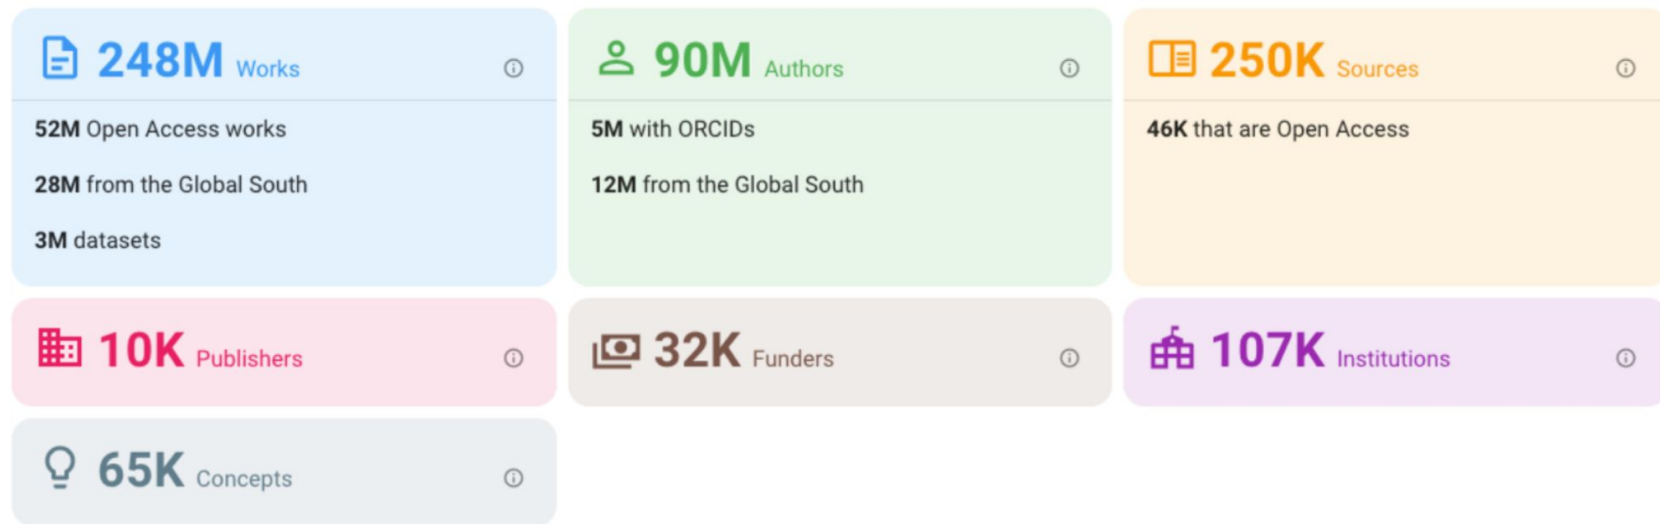 248M Works
52M Open Access works
28M from the Global South
3M datasets
90M Authors
5M with ORCIDs
12M from the Global South
250K Sources
46K that are Open Access
10K Publishers
32K Funders
107K Institutions
65K Concepts